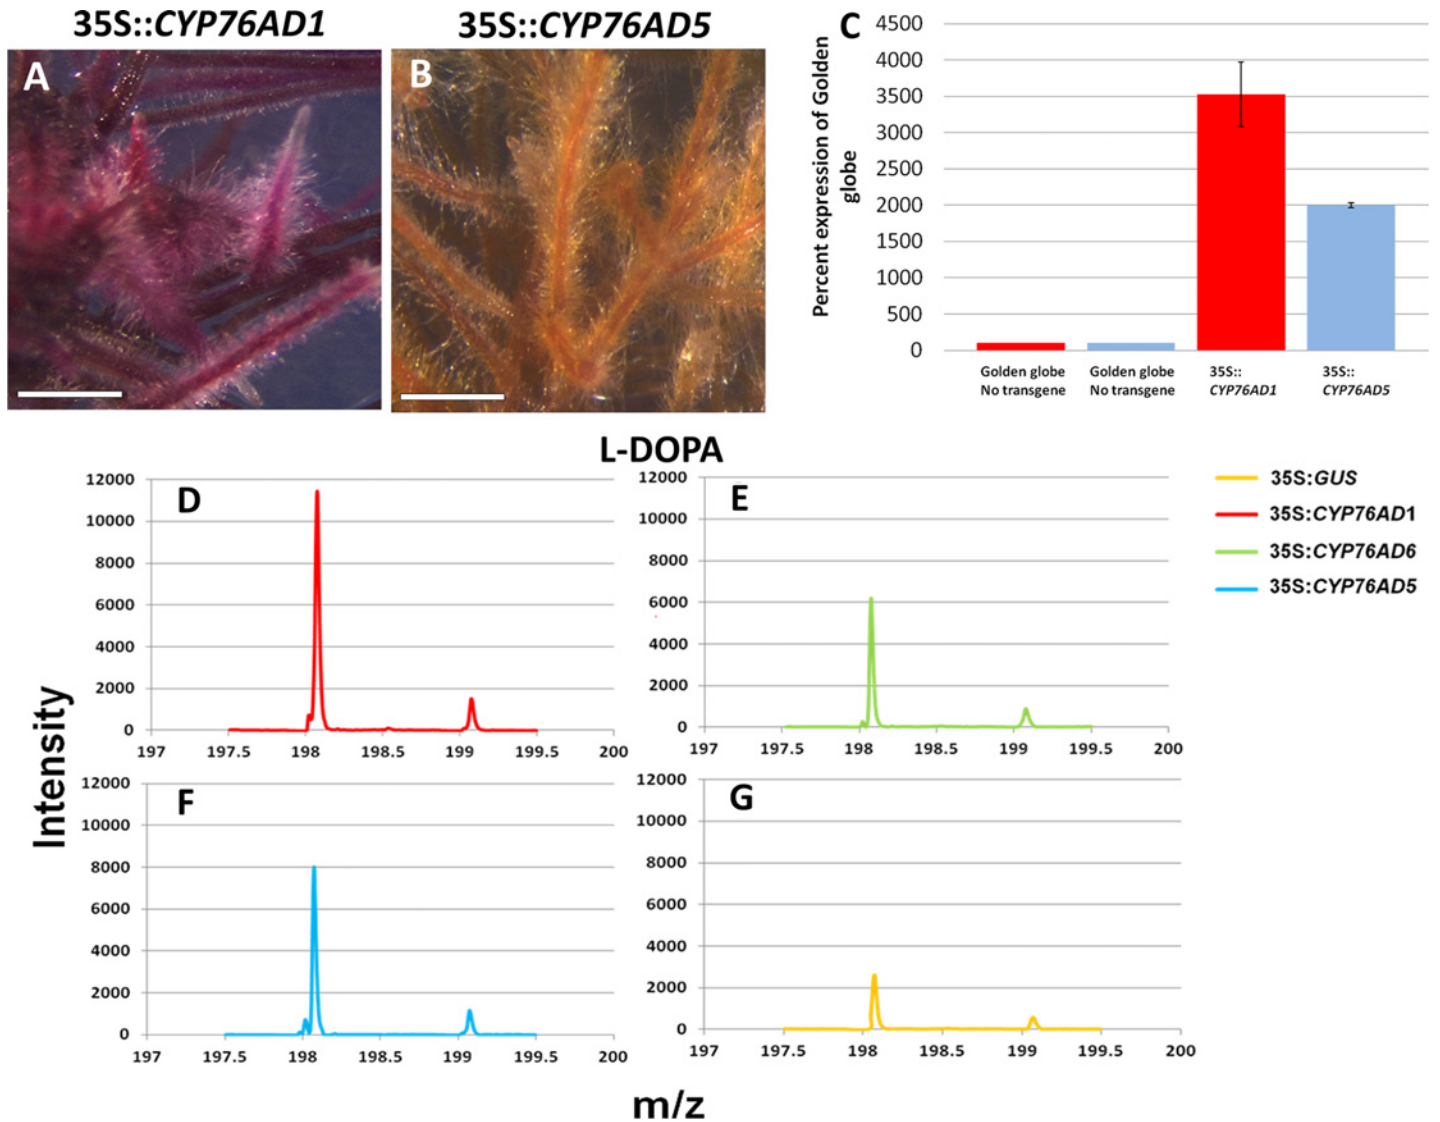 35S::CYP76AD1
35S::CYP76AD5
A
B
C
Percent expression of Golden
globe
4500
4000
3500
3000
2500
2000
1500
1000
500
0
Golden globe
No transgene
Golden globe
No transgene
35S::
CYP76AD1
35S::
CYP76AD5
L-DOPA
D
12000
10000
8000
6000
4000
2000
0
197 197.5 198 198.5 199 199.5 200
E
12000
10000
8000
6000
4000
2000
0
197 197.5 198 198.5 199 199.5 200
35S:GUS
35S:CYP76AD1
35S:CYP76AD6
35S:CYP76AD5
Intensity
F
12000
10000
8000
6000
4000
2000
0
197 197.5 198 198.5 199 199.5 200
G
12000
10000
8000
6000
4000
2000
0
197 197.5 198 198.5 199 199.5 200
m/z